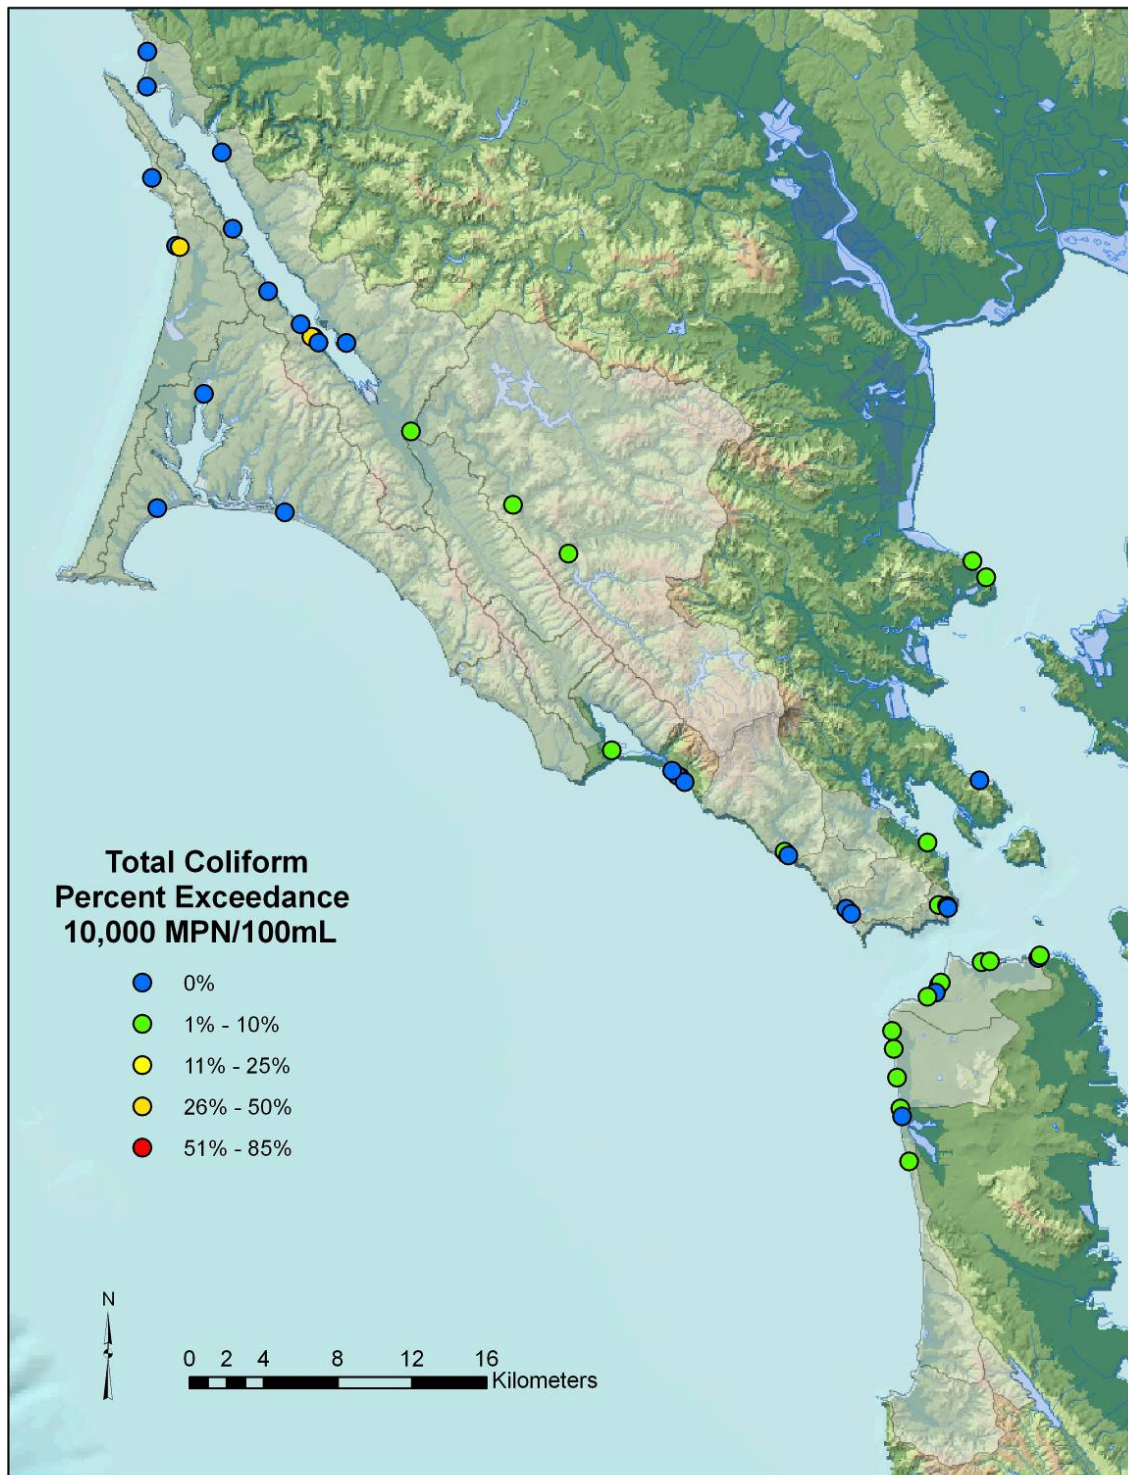 Total Coliform
Percent Exceedance
10,000 MPN/100mL
0%
1% - 10%
11% - 25%
26% - 50%
51% - 85%
N
0 2 4 8 12 16
Kilometers